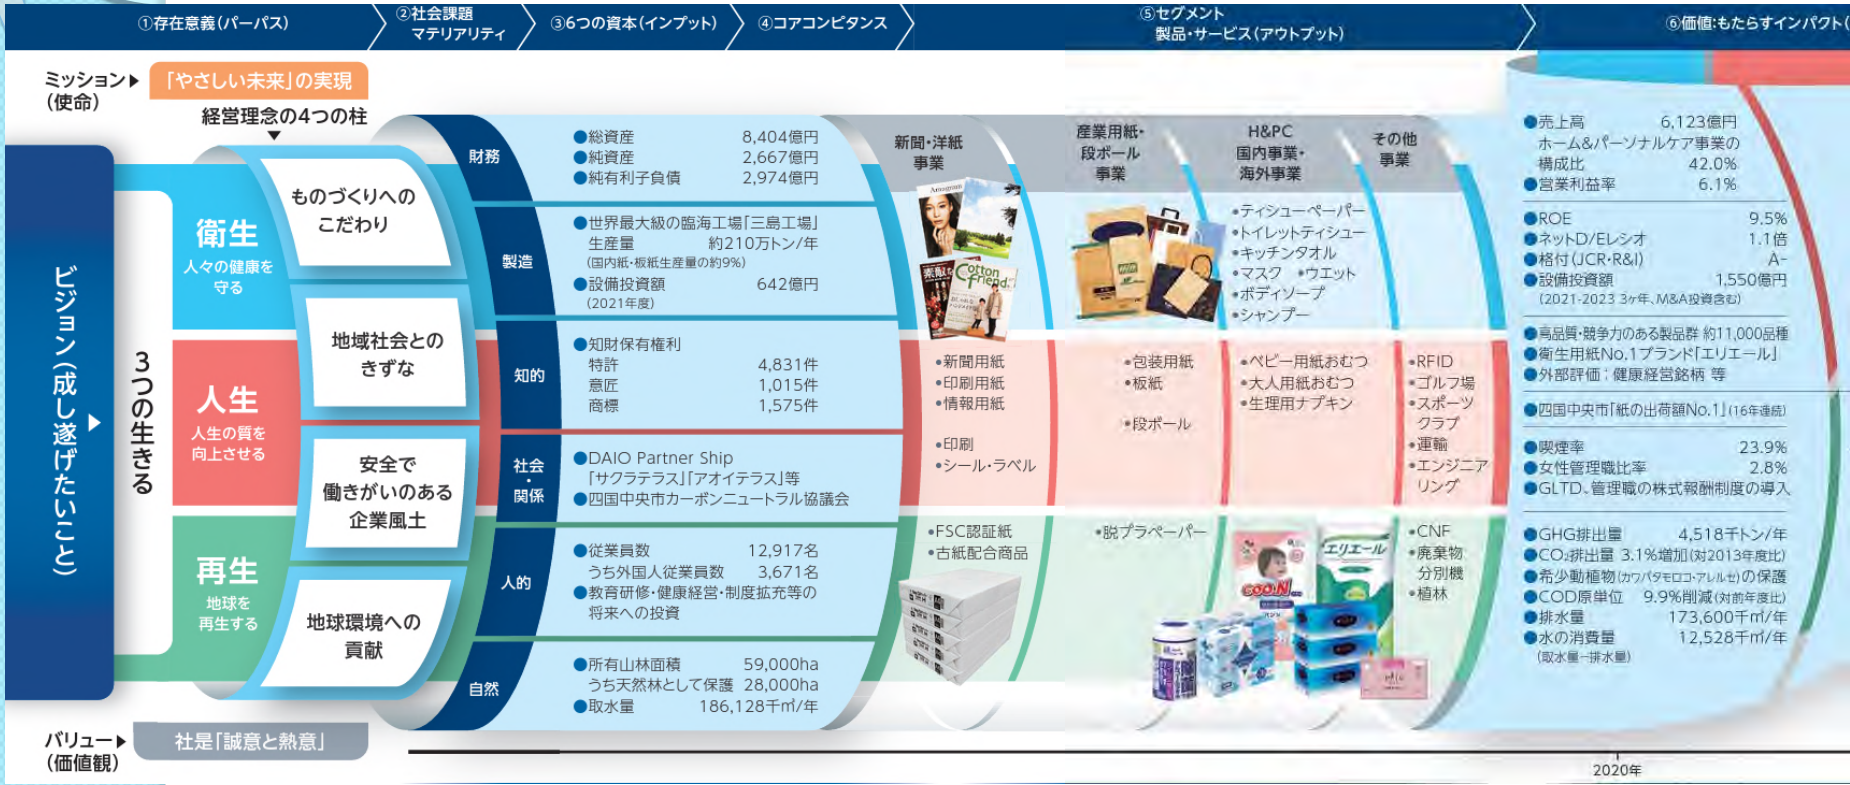 ①存在意義(パーパス)
②社会課題
マテリアリティ
③6つの資本(インプット)
④コアコンピタンス
⑤セグメント
製品・サービス(アウトプット)
⑥価値:もたらすインパクト(
ミッション▶
(使命)
「やさしい未来」の実現
経営理念の4つの柱
▼
ビジョン(成し遂げたいこと)
▶
3つの生きる
衛生
人々の健康を
守る
人生
人生の質を
向上させる
再生
地球を
再生する
ものづくりへの
こだわり
地域社会との
きずな
安全で
働きがいのある
企業風土
地球環境への
貢献
バリュー▶
(価値観)
社是「誠意と熱意」
財務
●総資産 8,404億円
●純資産 2,667億円
●純有利子負債 2,974億円
製造
●世界最大級の臨海工場「三島工場」
生産量 約210万トン/年
(国内紙・板紙生産量の約9%)
●設備投資額 642億円
(2021年度)
知的
●知財保有権利
特許 4,831件
意匠 1,015件
商標 1,575件
社会
・
関係
●DAIO Partner Ship
「サクラテラス」「アオイテラス」等
●四国中央市カーボンニュートラル協議会
人的
●従業員数 12,917名
うち外国人従業員数 3,671名
●教育研修・健康経営・制度拡充等の
将来への投資
自然
●所有山林面積 59,000ha
うち天然林として保護 28,000ha
●取水量 186,128千㎥/年
新聞・洋紙
事業
Cotton
friend
•新聞用紙
•印刷用紙
•情報用紙
•印刷
•シール・ラベル
•FSC認証紙
•古紙配合商品
産業用紙・
段ボール
事業
•包装用紙
•板紙
•段ボール
•脱プラペーパー
H&PC
国内事業・
海外事業
•ティシューペーパー
•トイレットティシュー
•キッチンタオル
•マスク •ウエット
•ボディソープ
•シャンプー
•ベビー用紙おむつ
•大人用紙おむつ
•生理用ナプキン
GOO.N
エリエール
その他
事業
•RFID
•ゴルフ場
•スポーツ
クラブ
•運輸
•エンジニア
リング
•CNF
•廃棄物
分別機
•植林
●売上高 6,123億円
ホーム&パーソナルケア事業の
構成比 42.0%
●営業利益率 6.1%
●ROE 9.5%
●ネットD/Eレシオ 1.1倍
●格付(JCR・R&I) A-
●設備投資額 1,550億円
(2021-2023 3ヶ年、M&A投資含む)
●高品質・競争力のある製品群 約11,000品種
●衛生用紙No.1ブランド「エリエール」
●外部評価：健康経営銘柄 等
●四国中央市「紙の出荷額No.1」(16年連続)
●喫煙率 23.9%
●女性管理職比率 2.8%
●GLTD、管理職の株式報酬制度の導入
●GHG排出量 4,518千トン/年
●CO₂排出量 3.1%増加(対2013年度比)
●希少動植物(カワバタモロコ・アレルセ)の保護
●COD原単位 9.9%削減(対前年度比)
●排水量 173,600千㎥/年
●水の消費量 12,528千㎥/年
(取水量ー排水量)
2020年